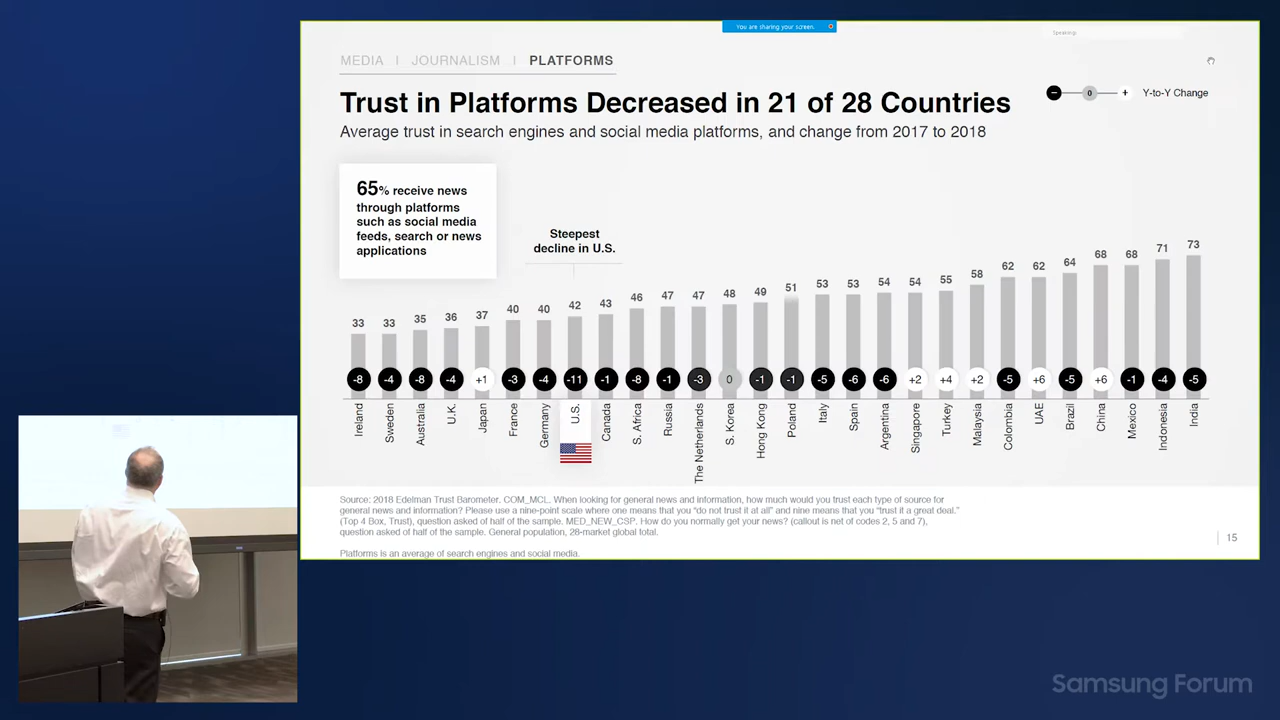 You are sharing your screen.
Speaking:
MEDIA | JOURNALISM | PLATFORMS
Trust in Platforms Decreased in 21 of 28 Countries
− 0 + Y-to-Y Change
Average trust in search engines and social media platforms, and change from 2017 to 2018
65% receive news
through platforms
such as social media
feeds, search or news
applications
Steepest
decline in U.S.
33 33 35 36 37 40 40 42 43 46 47 47 48 49 51 53 53 54 54 55 58 62 62 64 68 68 71 73
-8 -4 -8 -4 +1 -3 -4 -11 -1 -8 -1 -3 0 -1 -1 -5 -6 -6 +2 +4 +2 -5 +6 -5 +6 -1 -4 -5
Ireland Sweden Australia U.K. Japan France Germany U.S. Canada S. Africa Russia The Netherlands S. Korea Hong Kong Poland Italy Spain Argentina Singapore Turkey Malaysia Colombia UAE Brazil China Mexico Indonesia India
Source: 2018 Edelman Trust Barometer. COM_MCL. When looking for general news and information, how much would you trust each type of source for
general news and information? Please use a nine-point scale where one means that you “do not trust it at all” and nine means that you “trust it a great deal.”
(Top 4 Box, Trust), question asked of half of the sample. MED_NEW_CSP. How do you normally get your news? (callout is net of codes 2, 5 and 7),
question asked of half of the sample. General population, 28-market global total.
| 15
Platforms is an average of search engines and social media.
Samsung Forum